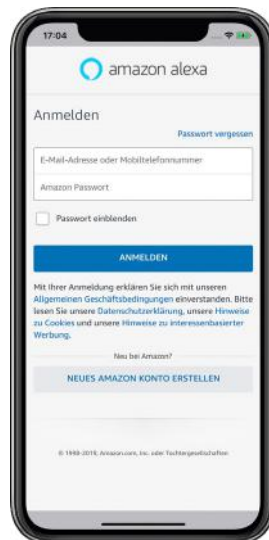 17:04
amazon alexa
Anmelden
Passwort vergessen
E-Mail-Adresse oder Mobiltelefonnummer
Amazon Passwort
Passwort einblenden
ANMELDEN
Mit Ihrer Anmeldung erklären Sie sich mit unseren
Allgemeinen Geschäftsbedingungen einverstanden. Bitte
lesen Sie unsere Datenschutzerklärung, unsere Hinweise
zu Cookies und unsere Hinweise zu interessenbasierter
Werbung.
Neu bei Amazon?
NEUES AMAZON KONTO ERSTELLEN
© 1998-2019, Amazon.com, Inc. oder Tochtergesellschaften